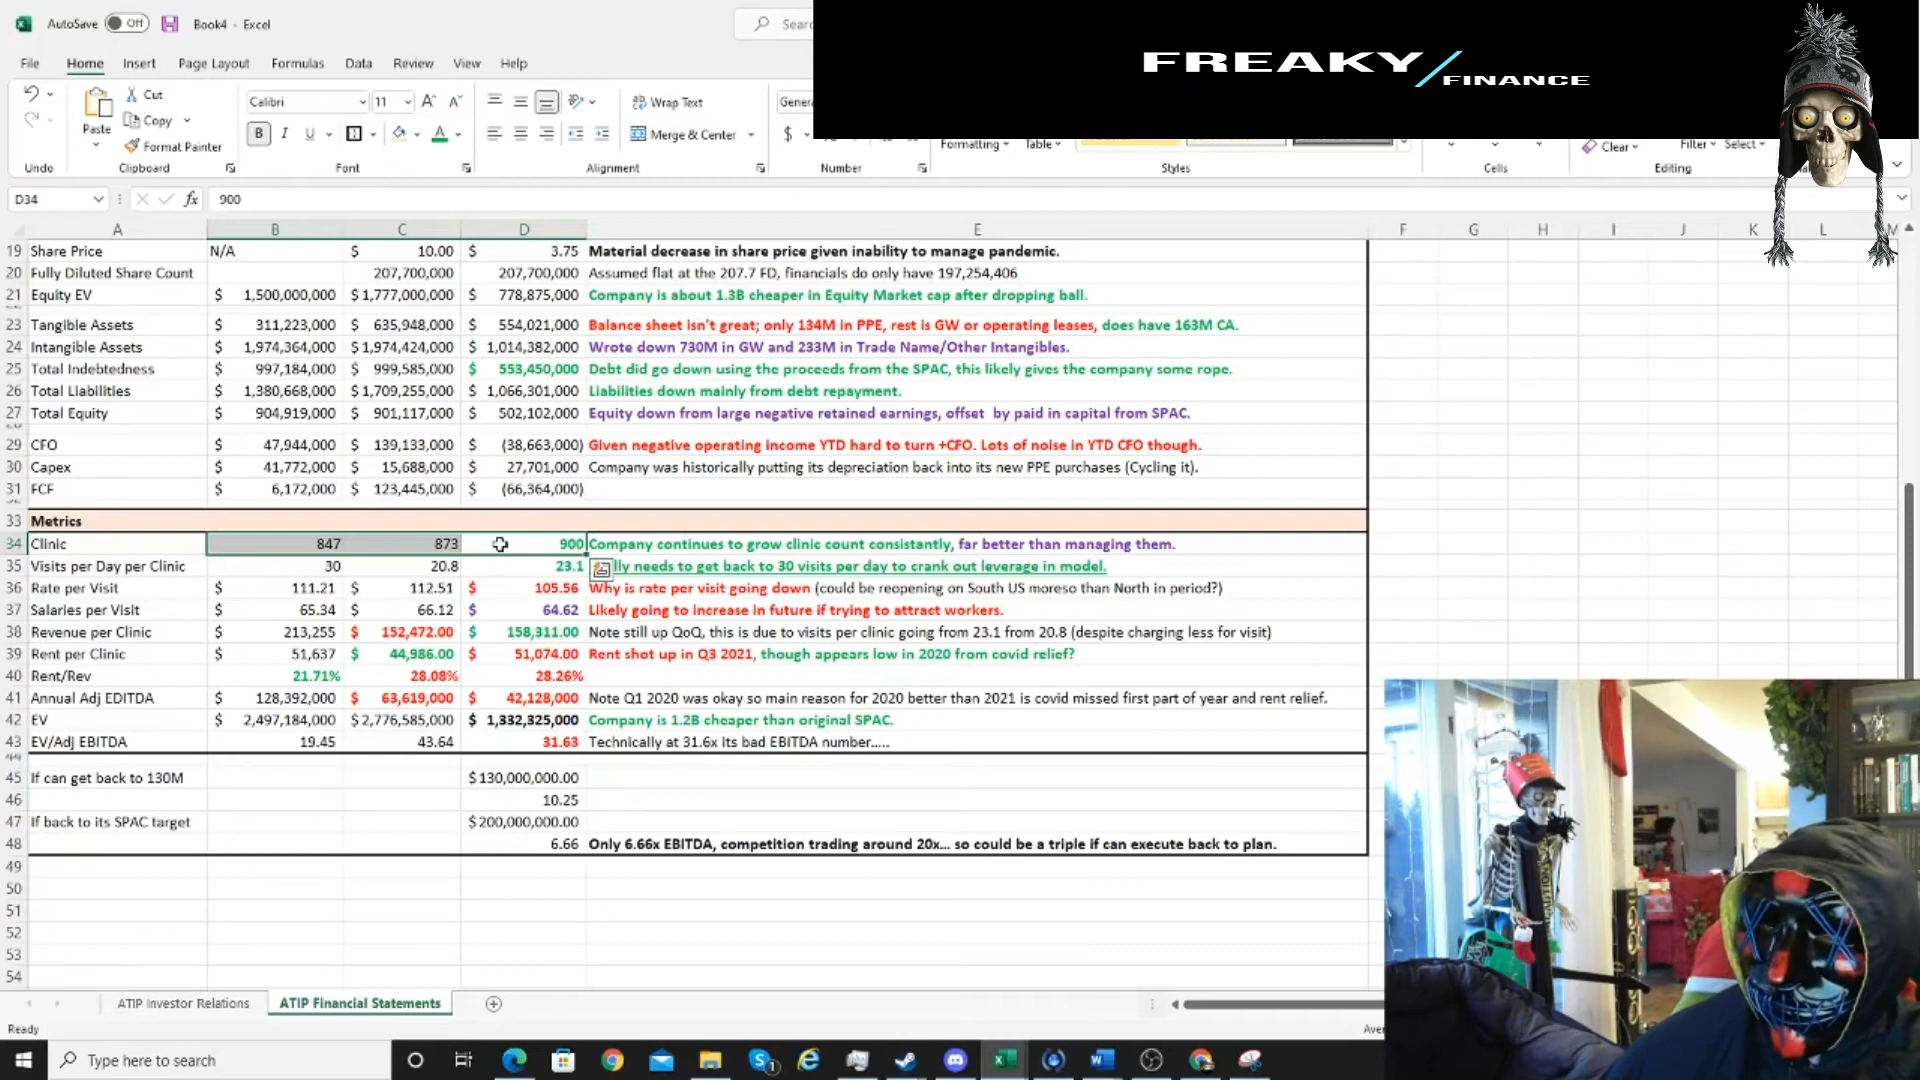 AutoSave Off Book4 - Excel Searc
FREAKY/FINANCE
File Home Insert Page Layout Formulas Data Review View Help
Cut
Copy
Format Painter
Paste
Calibri 11
B I U
Wrap Text
Merge & Center
Genera
$
Formatting Table
Clear
Filter Select
Undo Clipboard Font Alignment Number Styles Cells Editing
D34 fx 900
A B C D E F G H I J K L M
19 Share Price N/A $ 10.00 $ 3.75 Material decrease in share price given inability to manage pandemic.
20 Fully Diluted Share Count 207,700,000 207,700,000 Assumed flat at the 207.7 FD, financials do only have 197,254,406
21 Equity EV $ 1,500,000,000 $ 1,777,000,000 $ 778,875,000 Company is about 1.3B cheaper in Equity Market cap after dropping ball.
23 Tangible Assets $ 311,223,000 $ 635,948,000 $ 554,021,000 Balance sheet isn't great; only 134M in PPE, rest is GW or operating leases, does have 163M CA.
24 Intangible Assets $ 1,974,364,000 $ 1,974,424,000 $ 1,014,382,000 Wrote down 730M in GW and 233M in Trade Name/Other Intangibles.
25 Total Indebtedness $ 997,184,000 $ 999,585,000 $ 553,450,000 Debt did go down using the proceeds from the SPAC, this likely gives the company some rope.
26 Total Liabilities $ 1,380,668,000 $ 1,709,255,000 $ 1,066,301,000 Liabilities down mainly from debt repayment.
27 Total Equity $ 904,919,000 $ 901,117,000 $ 502,102,000 Equity down from large negative retained earnings, offset by paid in capital from SPAC.
29 CFO $ 47,944,000 $ 139,133,000 $ (38,663,000) Given negative operating income YTD hard to turn +CFO. Lots of noise in YTD CFO though.
30 Capex $ 41,772,000 $ 15,688,000 $ 27,701,000 Company was historically putting its depreciation back into its new PPE purchases (Cycling it).
31 FCF $ 6,172,000 $ 123,445,000 $ (66,364,000)
33 Metrics
34 Clinic 847 873 900 Company continues to grow clinic count consistantly, far better than managing them.
35 Visits per Day per Clinic 30 20.8 23.1 lly needs to get back to 30 visits per day to crank out leverage in model.
36 Rate per Visit $ 111.21 $ 112.51 $ 105.56 Why is rate per visit going down (could be reopening on South US moreso than North in period?)
37 Salaries per Visit $ 65.34 $ 66.12 $ 64.62 Likely going to increase in future if trying to attract workers.
38 Revenue per Clinic $ 213,255 $ 152,472.00 $ 158,311.00 Note still up QoQ, this is due to visits per clinic going from 23.1 from 20.8 (despite charging less for visit)
39 Rent per Clinic $ 51,637 $ 44,986.00 $ 51,074.00 Rent shot up in Q3 2021, though appears low in 2020 from covid relief?
40 Rent/Rev 21.71% 28.08% 28.26%
41 Annual Adj EDITDA $ 128,392,000 $ 63,619,000 $ 42,128,000 Note Q1 2020 was okay so main reason for 2020 better than 2021 is covid missed first part of year and rent relief.
42 EV $ 2,497,184,000 $ 2,776,585,000 $ 1,332,325,000 Company is 1.2B cheaper than original SPAC.
43 EV/Adj EBITDA 19.45 43.64 31.63 Technically at 31.6x its bad EBITDA number.....
45 If can get back to 130M $ 130,000,000.00
46 10.25
47 If back to its SPAC target $ 200,000,000.00
48 6.66 Only 6.66x EBITDA, competition trading around 20x... so could be a triple if can execute back to plan.
49
50
51
52
53
54
ATIP Investor Relations ATIP Financial Statements
Ready Aver
Type here to search